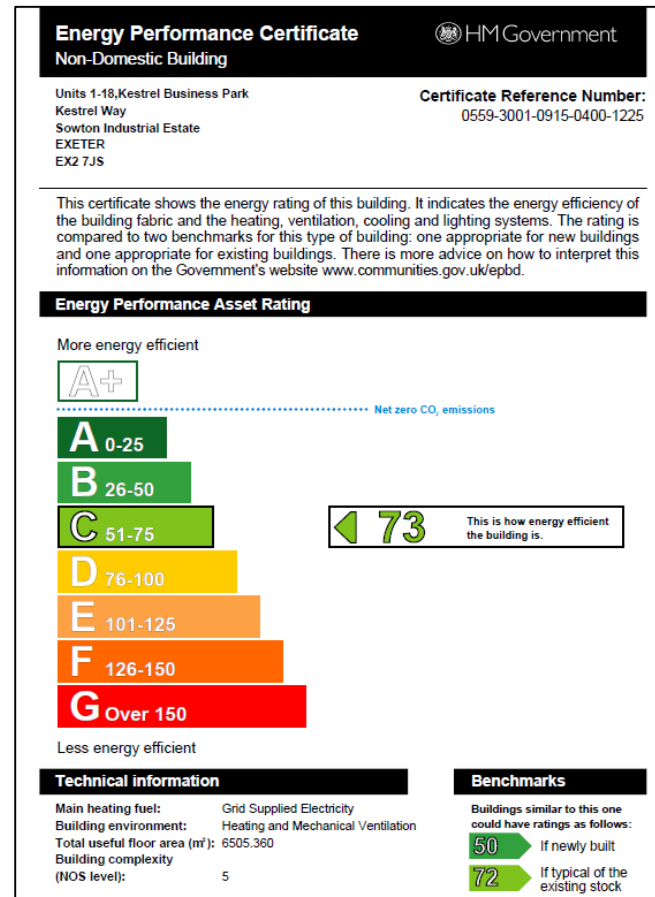 Energy Performance Certificate
HM Government
Non-Domestic Building
Units 1-18,Kestrel Business Park
Kestrel Way
Sowton Industrial Estate
EXETER
EX2 7JS
Certificate Reference Number:
0559-3001-0915-0400-1225
This certificate shows the energy rating of this building. It indicates the energy efficiency of
the building fabric and the heating, ventilation, cooling and lighting systems. The rating is
compared to two benchmarks for this type of building: one appropriate for new buildings
and one appropriate for existing buildings. There is more advice on how to interpret this
information on the Government's website www.communities.gov.uk/epbd.
Energy Performance Asset Rating
More energy efficient
A+
Net zero CO₂ emissions
A 0-25
B 26-50
C 51-75
73
This is how energy efficient
the building is.
D 76-100
E 101-125
F 126-150
G Over 150
Less energy efficient
Technical information
Main heating fuel: Grid Supplied Electricity
Building environment: Heating and Mechanical Ventilation
Total useful floor area (m²): 6505.360
Building complexity
(NOS level): 5
Benchmarks
Buildings similar to this one
could have ratings as follows:
50 If newly built
72 If typical of the
existing stock